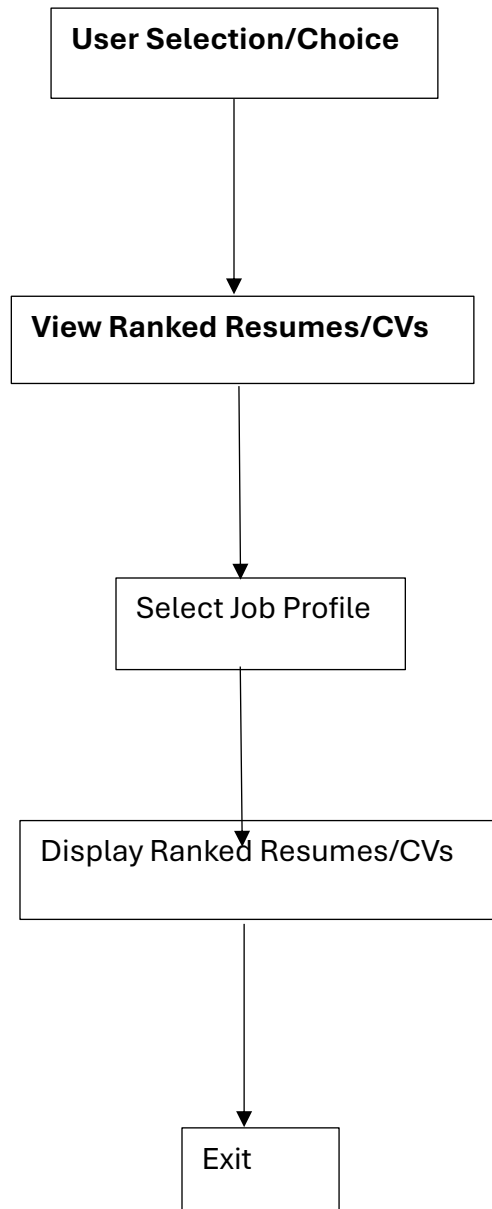 User Selection/Choice
View Ranked Resumes/CVs
Select Job Profile
Display Ranked Resumes/CVs
Exit